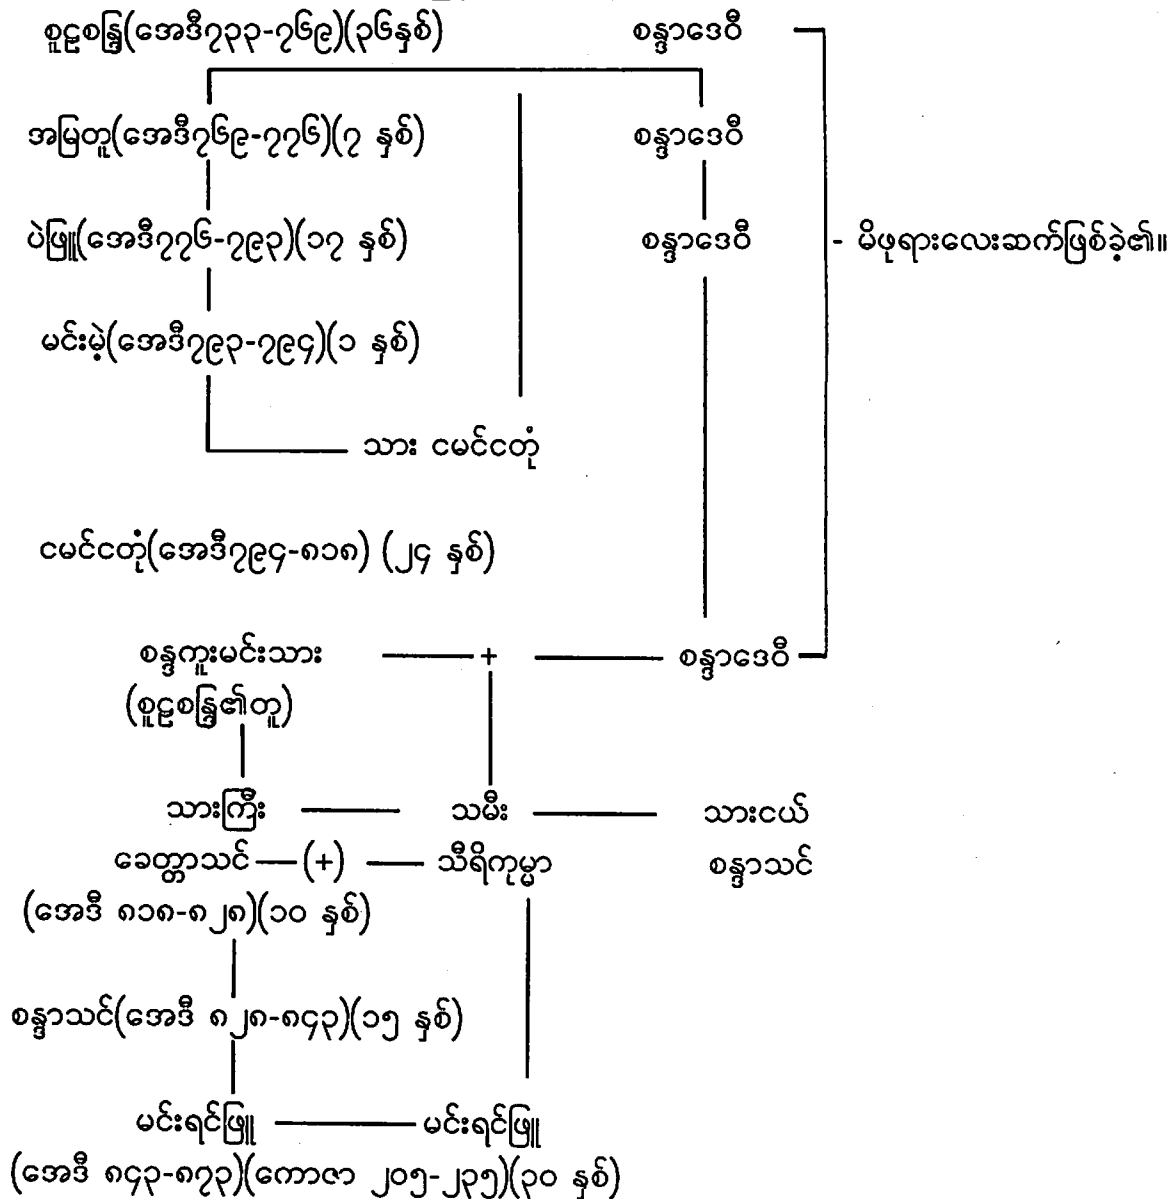 စူဠစန္ဒြ(အေဒီ၇၃၃-၇၆၉)(၃၆နှစ်) စန္ဒာဒေဝီ
အမြတူ(အေဒီ၇၆၉-၇၇၆)(၇ နှစ်) စန္ဒာဒေဝီ
ပဲဖြူ(အေဒီ၇၇၆-၇၉၃)(၁၇ နှစ်) စန္ဒာဒေဝီ - မိဖုရားလေးဆက်ဖြစ်ခဲ့၏။
မင်းမဲ့(အေဒီ၇၉၃-၇၉၄)(၁ နှစ်)
သား ငမင်ငတုံ
ငမင်ငတုံ(အေဒီ၇၉၄-၈၁၈) (၂၄ နှစ်)
စန္ဒကူးမင်းသား + စန္ဒာဒေဝီ
(စူဠစန္ဒြ၏တူ)
သားကြီး သမီး သားငယ်
ခေတ္တာသင် (+) သီရိကုမ္မာ စန္ဒာသင်
(အေဒီ ၈၁၈-၈၂၈)(၁၀ နှစ်)
စန္ဒာသင်(အေဒီ ၈၂၈-၈၄၃)(၁၅ နှစ်)
မင်းရင်ဖြူ မင်းရင်ဖြူ
(အေဒီ ၈၄၃-၈၇၃)(ကောဇာ ၂၀၅-၂၃၅)(၃၀ နှစ်)